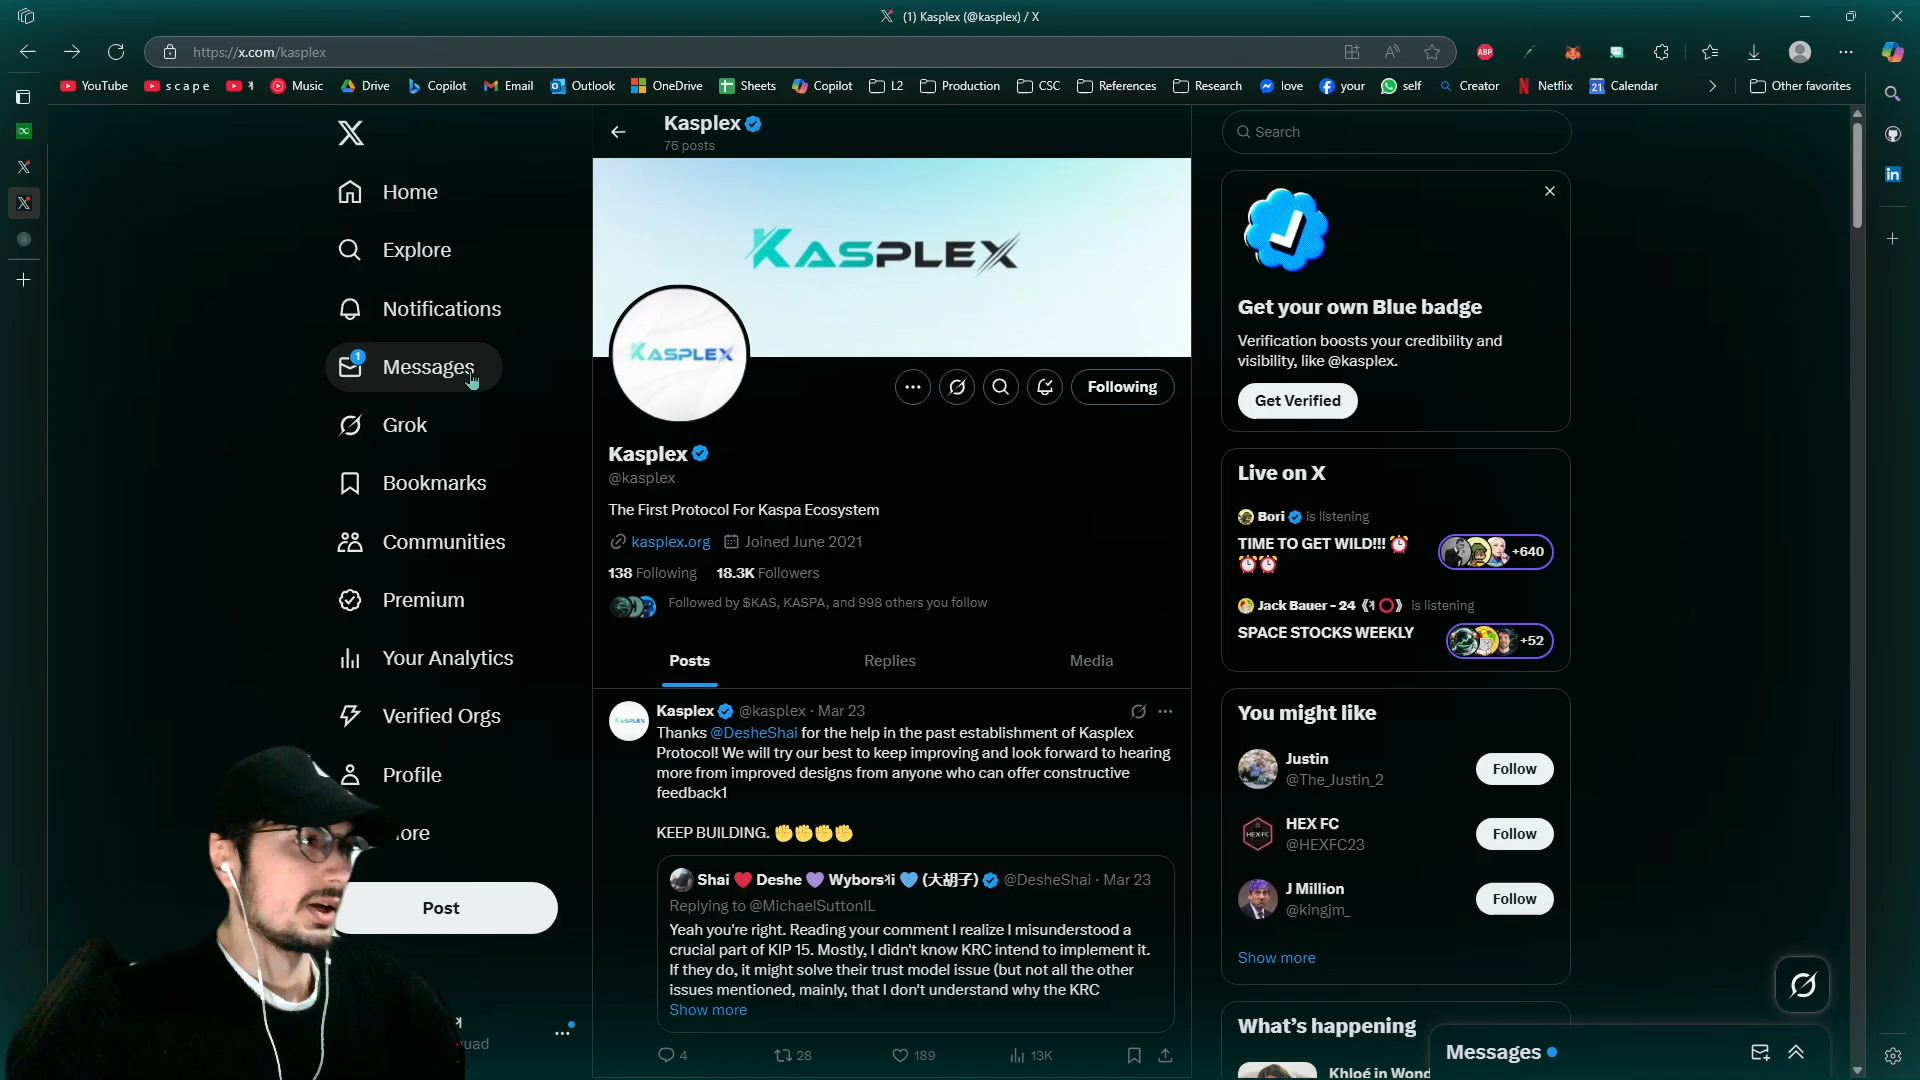 (1) Kasplex (@kasplex) / X
https://x.com/kasplex
YouTube
s c a p e
Music
Drive
Copilot
Email
Outlook
OneDrive
Sheets
Copilot
L2
Production
CSC
References
Research
love
your
self
Creator
Netflix
21 Calendar
Other favorites
ABP
Home
Explore
Notifications
1
Messages
Grok
Bookmarks
Communities
Premium
Your Analytics
Verified Orgs
Profile
ore
Post
uad
Kasplex
76 posts
KASPLEX
KASPLEX
Following
Kasplex
@kasplex
The First Protocol For Kaspa Ecosystem
kasplex.org Joined June 2021
138 Following 18.3K Followers
Followed by $KAS, KASPA, and 998 others you follow
Posts Replies Media
KASPLEX
Kasplex @kasplex · Mar 23
Thanks @DesheShai for the help in the past establishment of Kasplex
Protocol! We will try our best to keep improving and look forward to hearing
more from improved designs from anyone who can offer constructive
feedback1
KEEP BUILDING. ✊✊✊✊
Shai ❤️ Deshe 💜 Wybors𐤊i 💙 (大胡子) @DesheShai · Mar 23
Replying to @MichaelSuttonIL
Yeah you're right. Reading your comment I realize I misunderstood a
crucial part of KIP 15. Mostly, I didn't know KRC intend to implement it.
If they do, it might solve their trust model issue (but not all the other
issues mentioned, mainly, that I don't understand why the KRC
Show more
4 28 189 13K
Search
Get your own Blue badge
Verification boosts your credibility and
visibility, like @kasplex.
Get Verified
Live on X
Bori is listening
TIME TO GET WILD!!! ⏰
⏰⏰
+640
Jack Bauer - 24 ⟪𐤊⭕⟫ is listening
SPACE STOCKS WEEKLY
+52
You might like
Justin
@The_Justin_2
Follow
HEX FC
@HEXFC23
Follow
J Million
@kingjm_
Follow
Show more
What's happening
Khloé in Wond
Messages